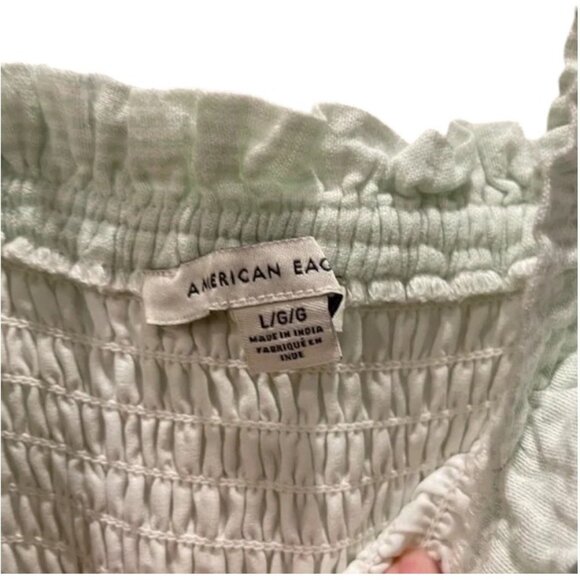 AMERICAN EAG
L/G/G
MADE IN INDIA
FABRIQUÉ EN
INDE